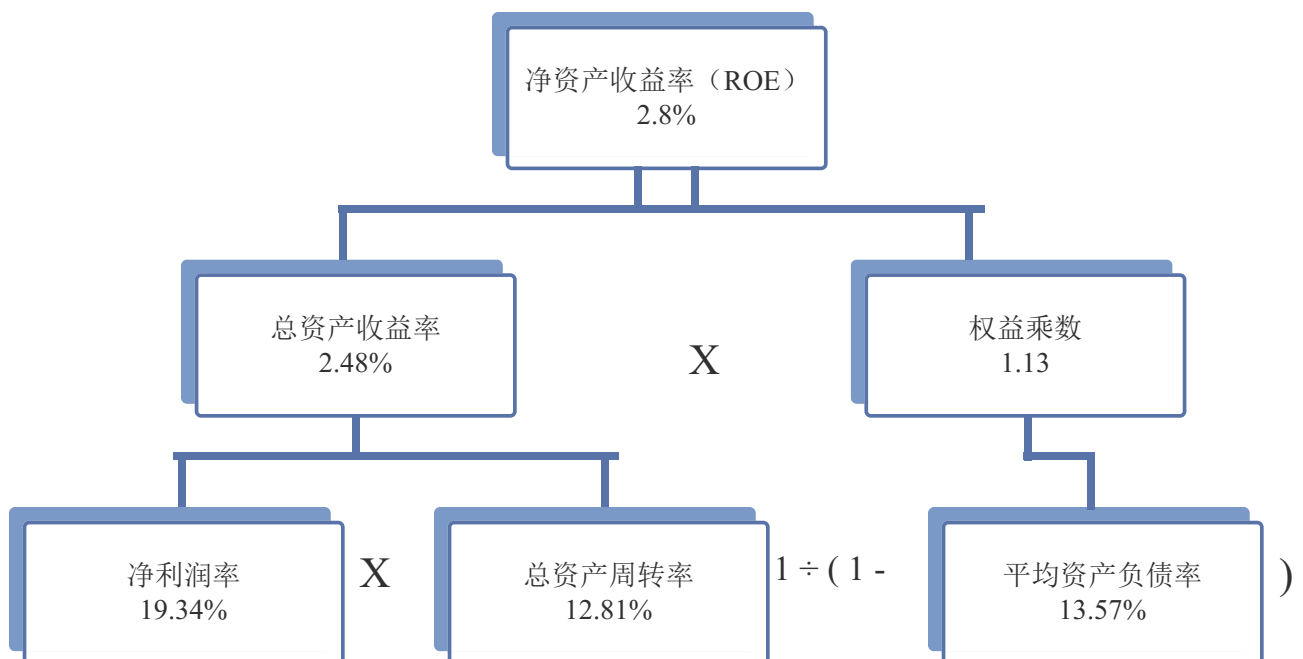 净资产收益率（ROE）
2.8%
总资产收益率
2.48%
X
权益乘数
1.13
净利润率
19.34%
X
总资产周转率
12.81%
1 ÷ ( 1 -
平均资产负债率
13.57%
)